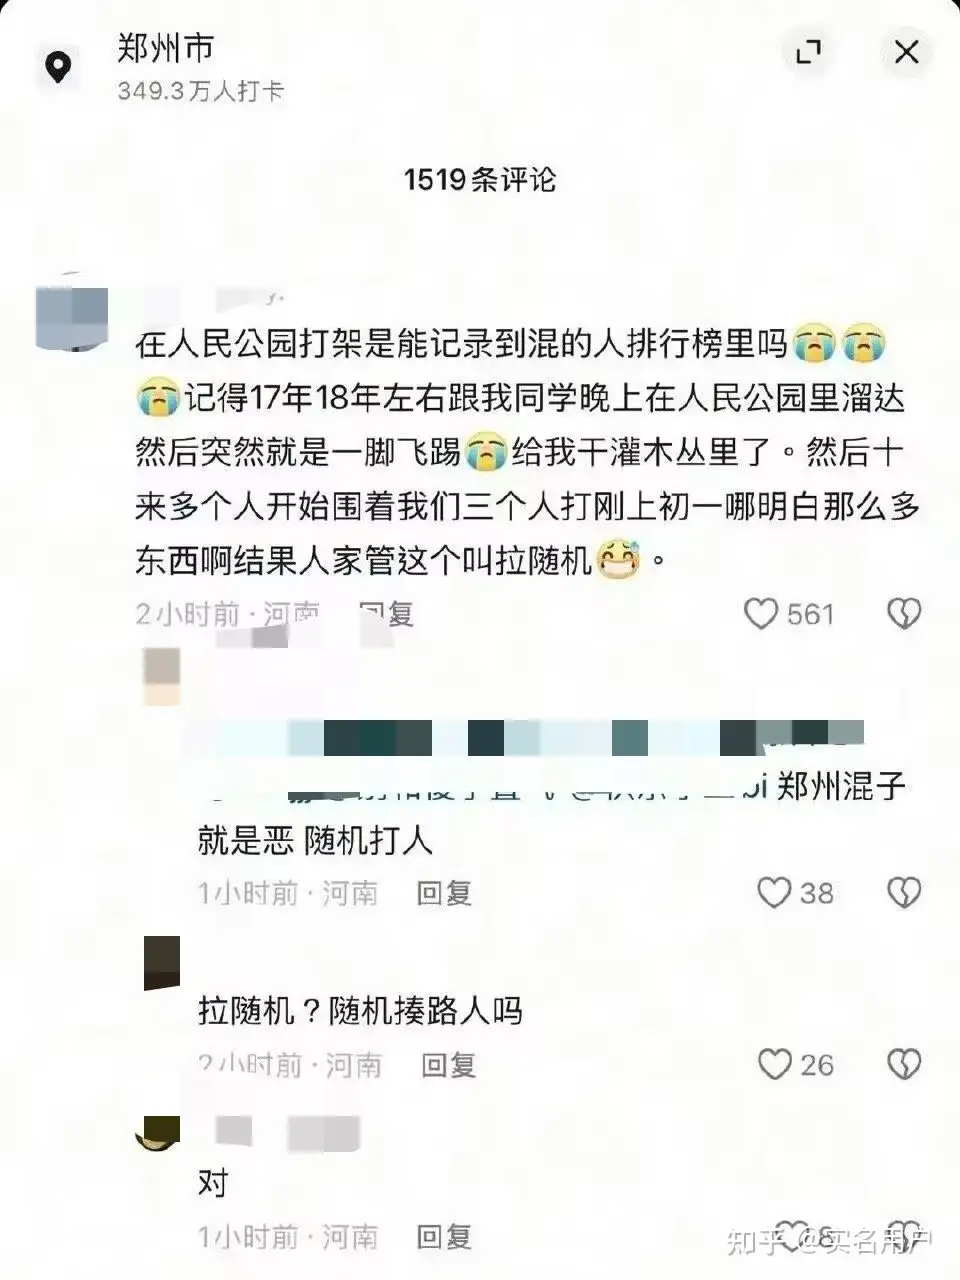 郑州市
349.3万人打卡
1519条评论
在人民公园打架是能记录到混的人排行榜里吗😭😭
😭记得17年18年左右跟我同学晚上在人民公园里溜达
然后突然就是一脚飞踢😭给我干灌木丛里了。然后十
来多个人开始围着我们三个人打刚上初一哪明白那么多
东西啊结果人家管这个叫拉随机😅。
2小时前·河南 回复 561
郑州混子
就是恶 随机打人
1小时前·河南 回复 38
拉随机？随机揍路人吗
2小时前·河南 回复 26
对
1小时前·河南 回复 8
知乎 @实名用户